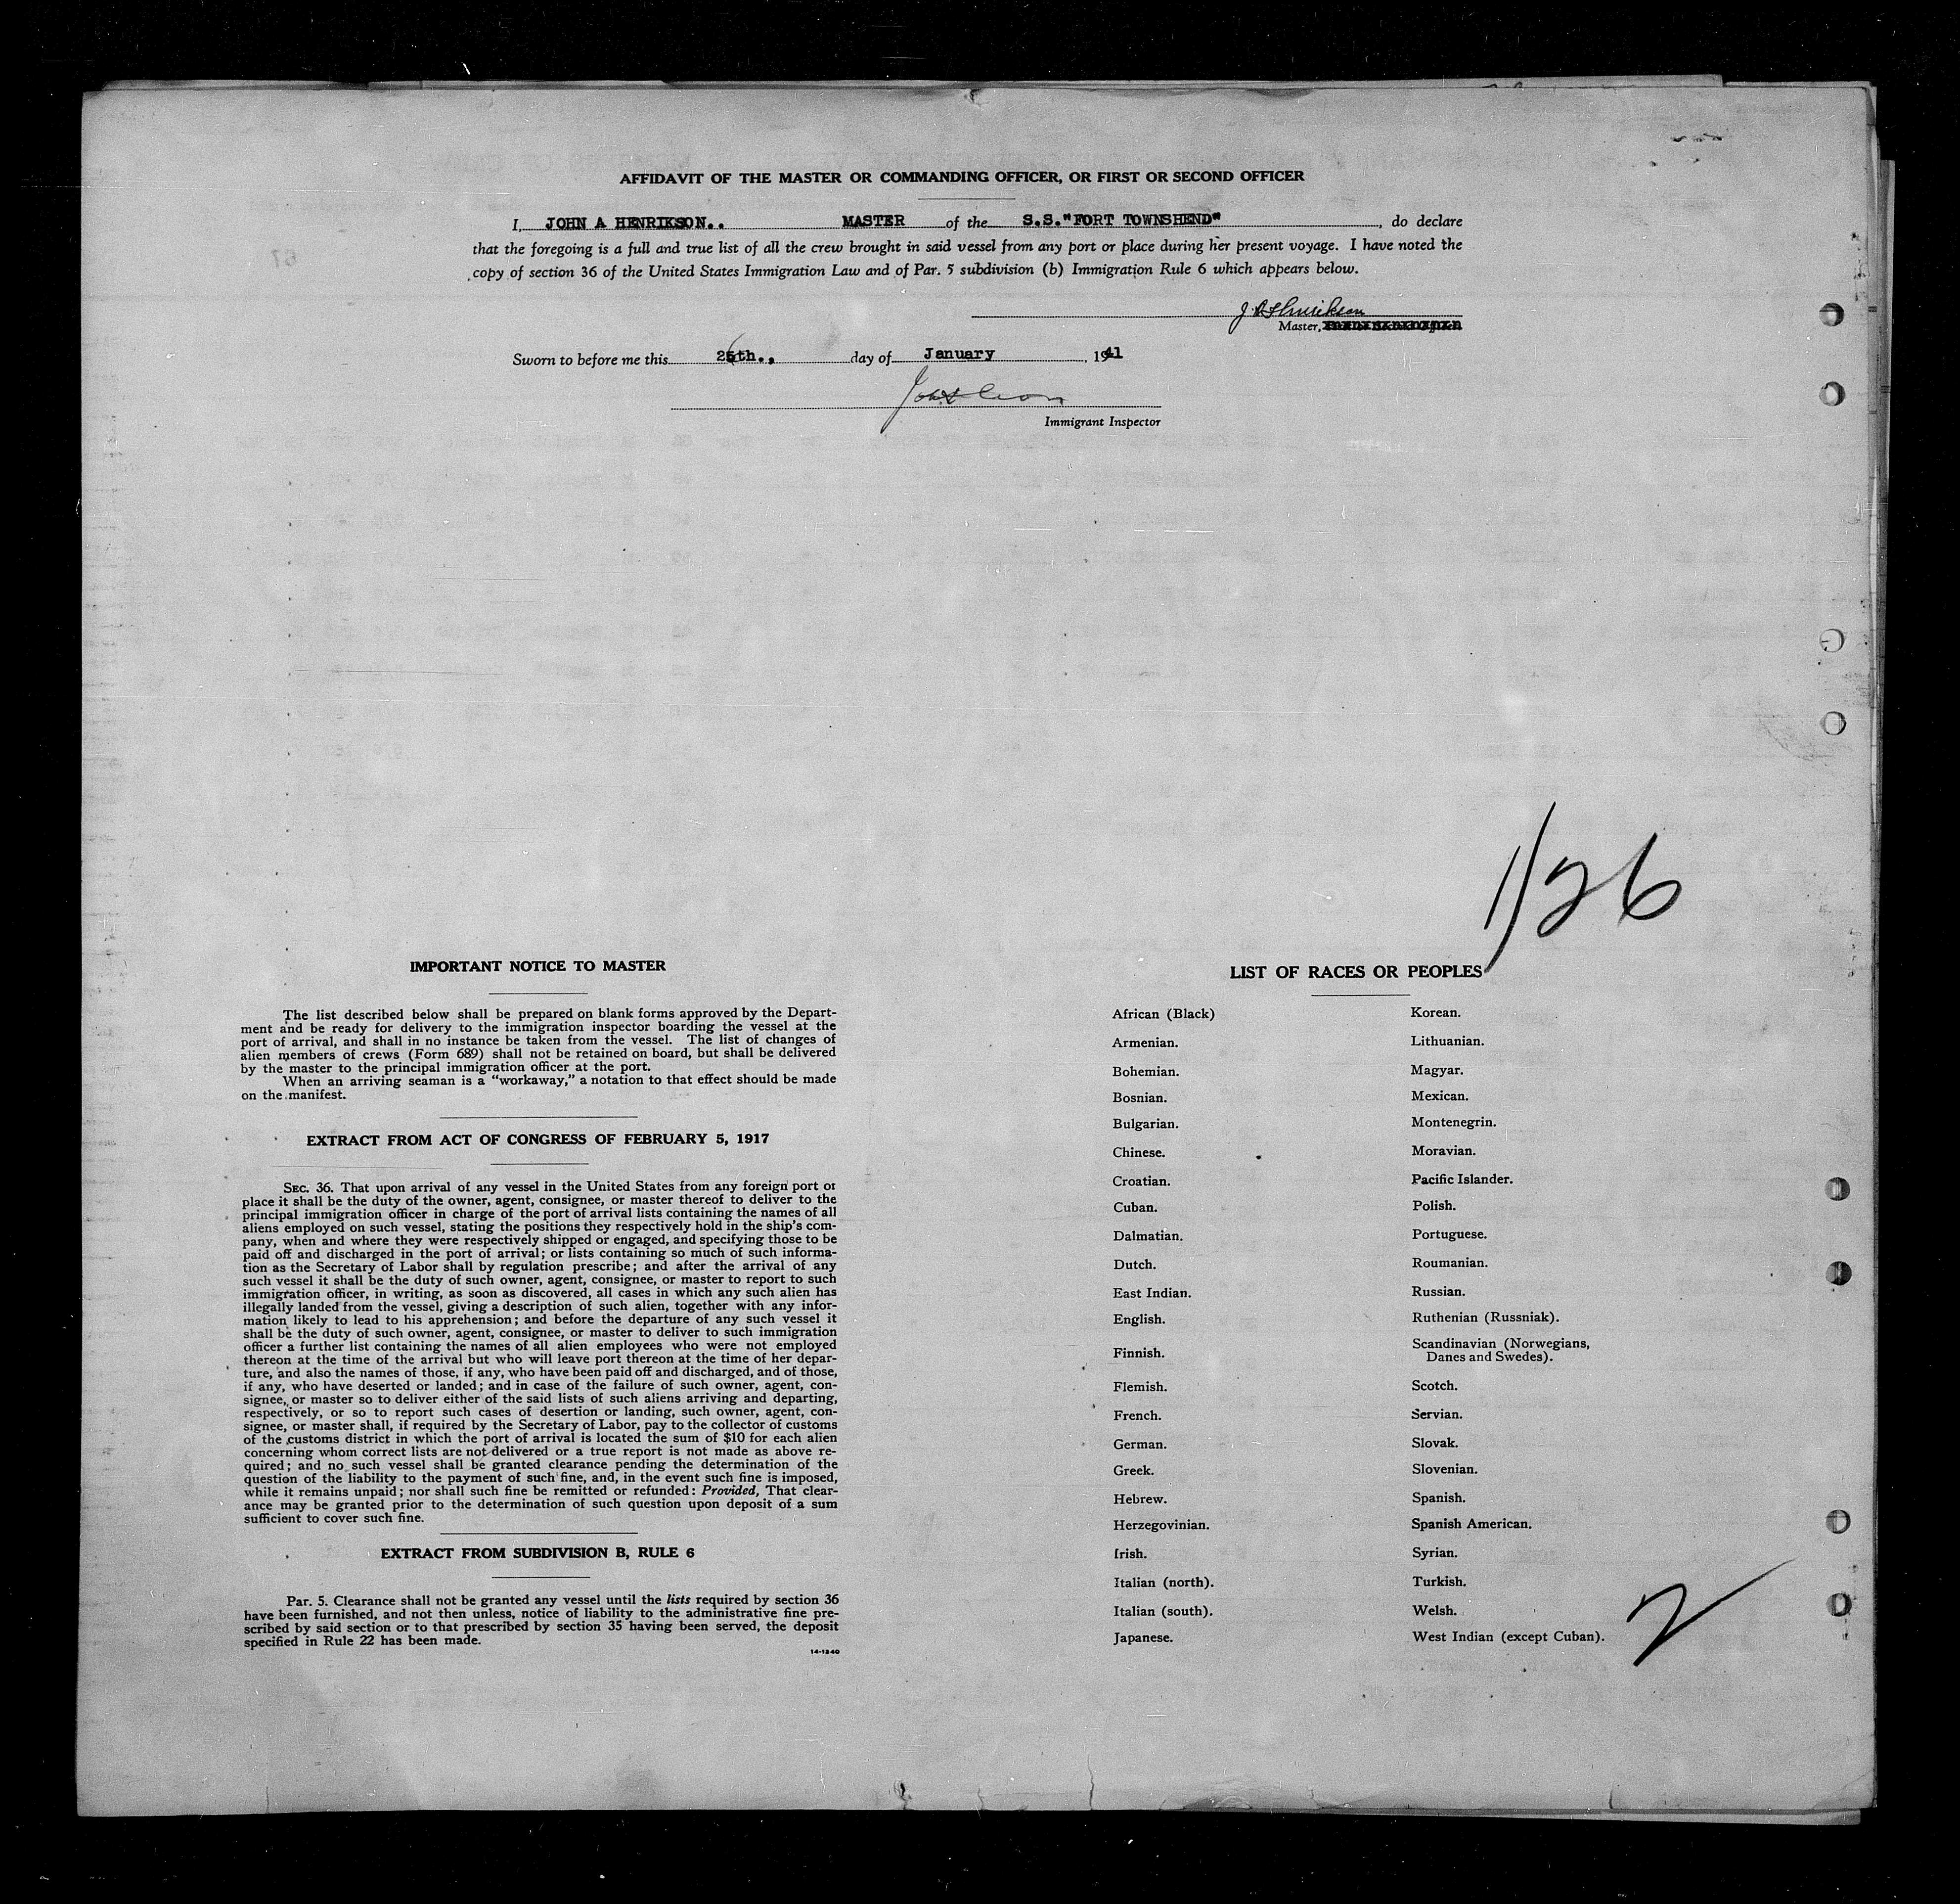 AFFIDAVIT OF THE MASTER OR COMMANDING OFFICER, OR FIRST OR SECOND OFFICER
I, JOHN A HENRIKSON.. MASTER of the S.S."FORT TOWNSHEND", do declare
that the foregoing is a full and true list of all the crew brought in said vessel from any port or place during her present voyage. I have noted the
copy of section 36 of the United States Immigration Law and of Par. 5 subdivision (b) Immigration Rule 6 which appears below.
J A Henrikson
Master,
Sworn to before me this 26th., day of January, 1941
Immigrant Inspector
1/26
IMPORTANT NOTICE TO MASTER
The list described below shall be prepared on blank forms approved by the Depart-
ment and be ready for delivery to the immigration inspector boarding the vessel at the
port of arrival, and shall in no instance be taken from the vessel. The list of changes of
alien members of crews (Form 689) shall not be retained on board, but shall be delivered
by the master to the principal immigration officer at the port.
When an arriving seaman is a "workaway," a notation to that effect should be made
on the manifest.
EXTRACT FROM ACT OF CONGRESS OF FEBRUARY 5, 1917
SEC. 36. That upon arrival of any vessel in the United States from any foreign port or
place it shall be the duty of the owner, agent, consignee, or master thereof to deliver to the
principal immigration officer in charge of the port of arrival lists containing the names of all
aliens employed on such vessel, stating the positions they respectively hold in the ship's com-
pany, when and where they were respectively shipped or engaged, and specifying those to be
paid off and discharged in the port of arrival; or lists containing so much of such informa-
tion as the Secretary of Labor shall by regulation prescribe; and after the arrival of any
such vessel it shall be the duty of such owner, agent, consignee, or master to report to such
immigration officer, in writing, as soon as discovered, all cases in which any such alien has
illegally landed from the vessel, giving a description of such alien, together with any infor-
mation likely to lead to his apprehension; and before the departure of any such vessel it
shall be the duty of such owner, agent, consignee, or master to deliver to such immigration
officer a further list containing the names of all alien employees who were not employed
thereon at the time of the arrival but who will leave port thereon at the time of her depar-
ture, and also the names of those, if any, who have been paid off and discharged, and of those,
if any, who have deserted or landed; and in case of the failure of such owner, agent, con-
signee, or master so to deliver either of the said lists of such aliens arriving and departing,
respectively, or so to report such cases of desertion or landing, such owner, agent, con-
signee, or master shall, if required by the Secretary of Labor, pay to the collector of customs
of the customs district in which the port of arrival is located the sum of $10 for each alien
concerning whom correct lists are not delivered or a true report is not made as above re-
quired; and no such vessel shall be granted clearance pending the determination of the
question of the liability to the payment of such fine, and, in the event such fine is imposed,
while it remains unpaid; nor shall such fine be remitted or refunded: Provided, That clear-
ance may be granted prior to the determination of such question upon deposit of a sum
sufficient to cover such fine.
EXTRACT FROM SUBDIVISION B, RULE 6
Par. 5. Clearance shall not be granted any vessel until the lists required by section 36
have been furnished, and not then unless, notice of liability to the administrative fine pre-
scribed by said section or to that prescribed by section 35 having been served, the deposit
specified in Rule 22 has been made.
14-1240
LIST OF RACES OR PEOPLES
African (Black)
Armenian.
Bohemian.
Bosnian.
Bulgarian.
Chinese.
Croatian.
Cuban.
Dalmatian.
Dutch.
East Indian.
English.
Finnish.
Flemish.
French.
German.
Greek.
Hebrew.
Herzegovinian.
Irish.
Italian (north).
Italian (south).
Japanese.
Korean.
Lithuanian.
Magyar.
Mexican.
Montenegrin.
Moravian.
Pacific Islander.
Polish.
Portuguese.
Roumanian.
Russian.
Ruthenian (Russniak).
Scandinavian (Norwegians,
Danes and Swedes).
Scotch.
Servian.
Slovak.
Slovenian.
Spanish.
Spanish American.
Syrian.
Turkish.
Welsh.
West Indian (except Cuban).
2